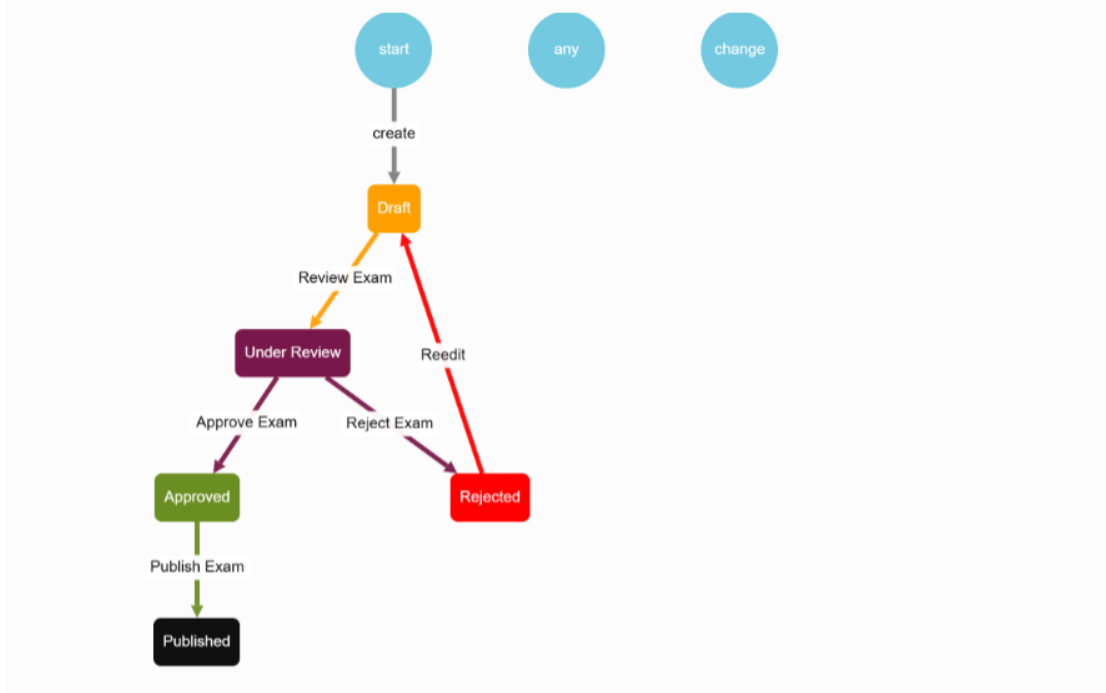 start
any
change
create
Draft
Review Exam
Under Review
Reedit
Approve Exam
Reject Exam
Approved
Rejected
Publish Exam
Published